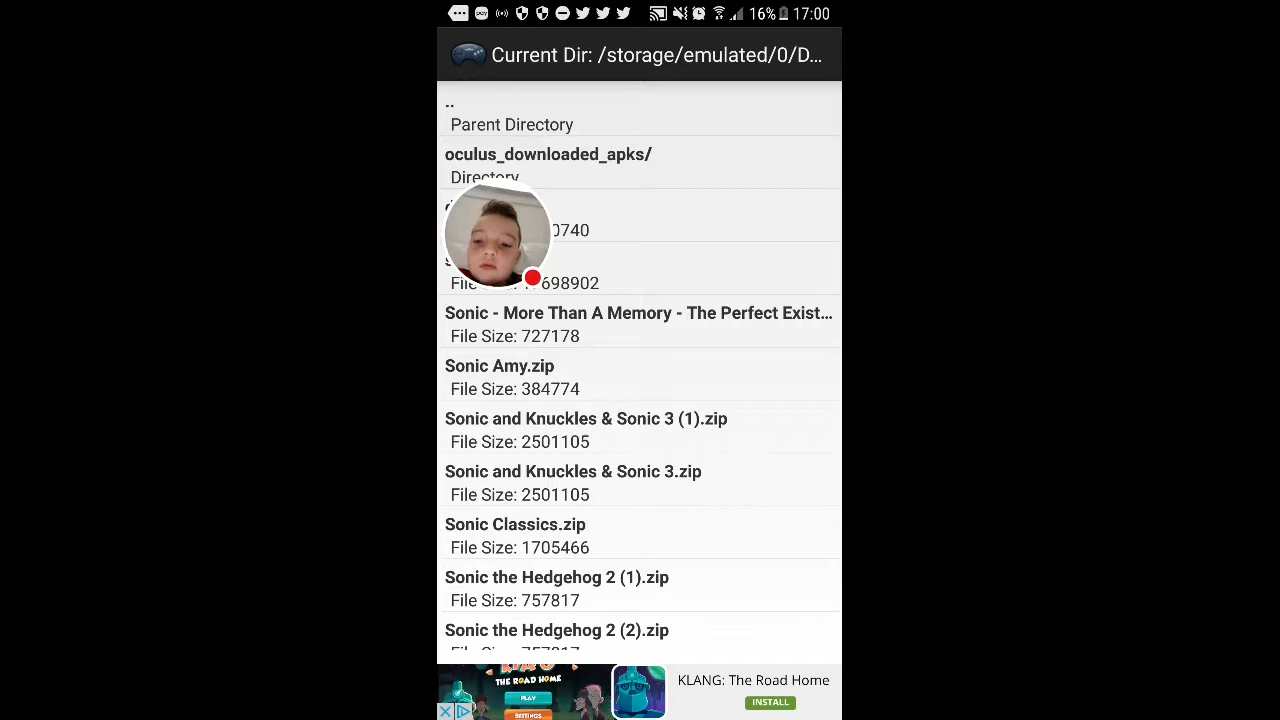 16% 17:00
Current Dir: /storage/emulated/0/D...
..
Parent Directory
oculus_downloaded_apks/
Directory
0740
File 698902
Sonic - More Than A Memory - The Perfect Exist...
File Size: 727178
Sonic Amy.zip
File Size: 384774
Sonic and Knuckles & Sonic 3 (1).zip
File Size: 2501105
Sonic and Knuckles & Sonic 3.zip
File Size: 2501105
Sonic Classics.zip
File Size: 1705466
Sonic the Hedgehog 2 (1).zip
File Size: 757817
Sonic the Hedgehog 2 (2).zip
THE ROAD HOME
PLAY
SETTINGS
KLANG: The Road Home
INSTALL